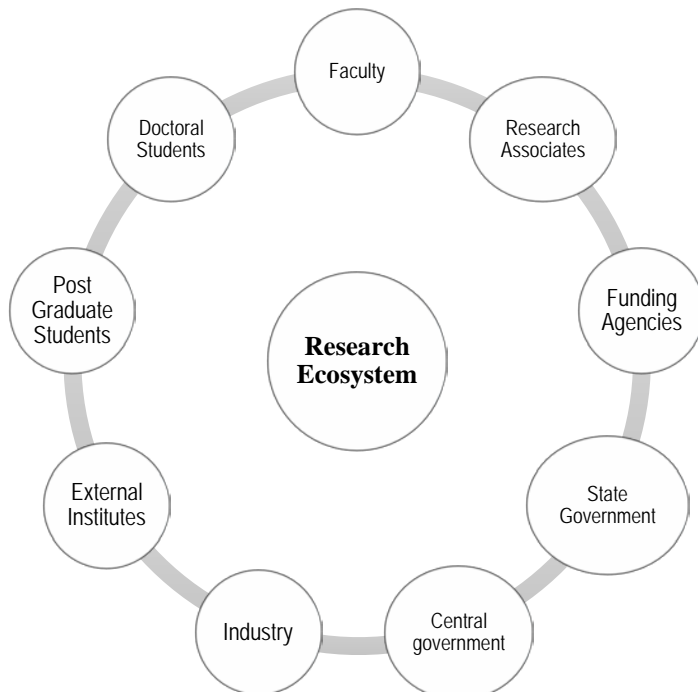 Faculty
Research
Associates
Funding
Agencies
State
Government
Central
government
Industry
External
Institutes
Post
Graduate
Students
Doctoral
Students
Research
Ecosystem